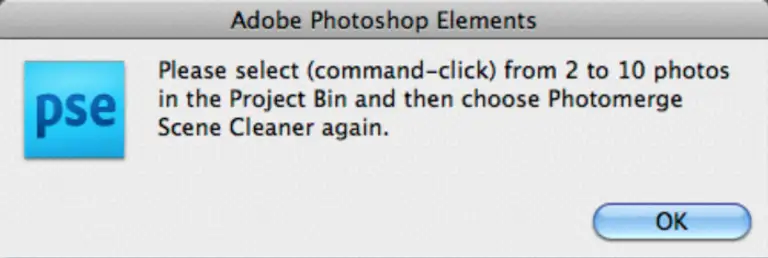 Adobe Photoshop Elements
pse
Please select (command-click) from 2 to 10 photos
in the Project Bin and then choose Photomerge
Scene Cleaner again.
OK